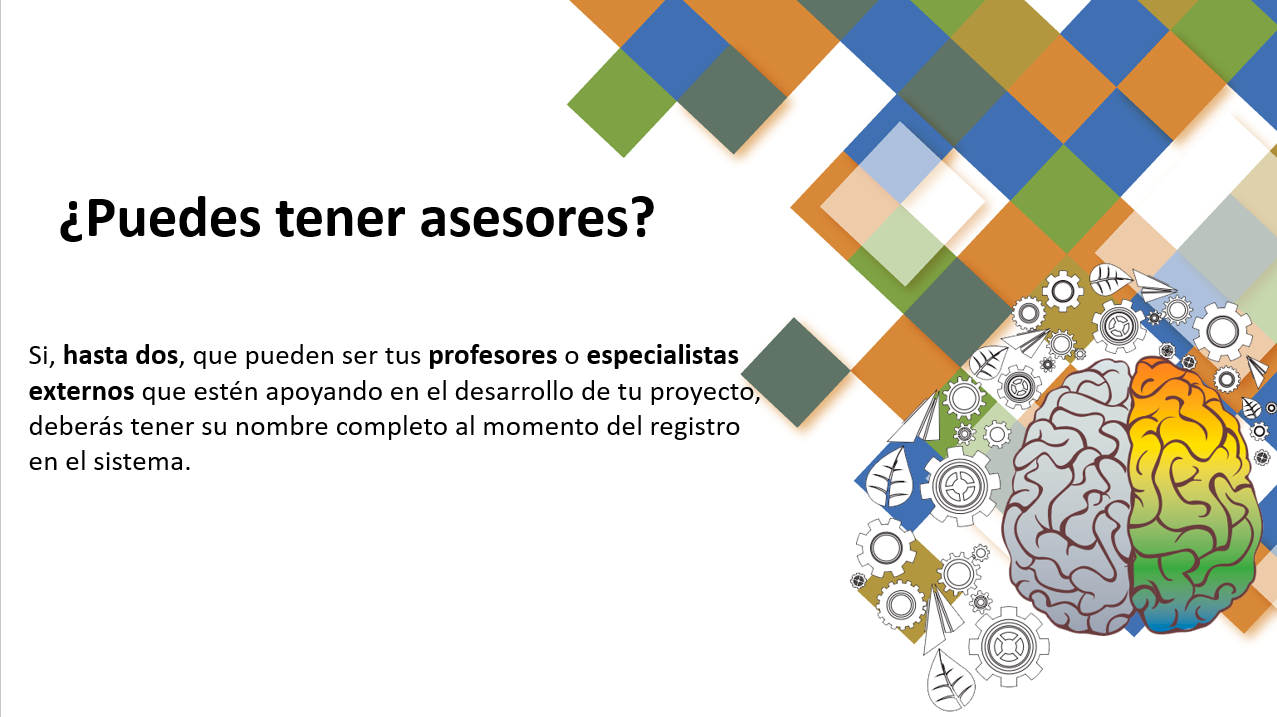 ¿Puedes tener asesores?
Si, hasta dos, que pueden ser tus profesores o especialistas
externos que estén apoyando en el desarrollo de tu proyecto,
deberás tener su nombre completo al momento del registro
en el sistema.